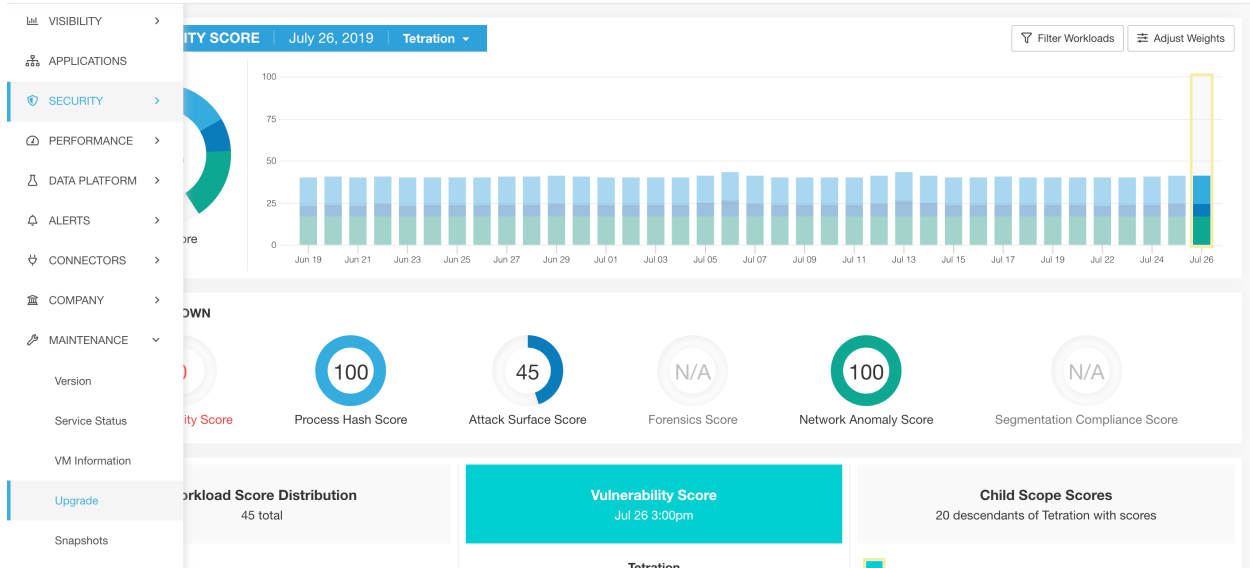 VISIBILITY
APPLICATIONS
SECURITY
PERFORMANCE
DATA PLATFORM
ALERTS
CONNECTORS
COMPANY
MAINTENANCE
Version
Service Status
VM Information
Upgrade
Snapshots
ITY SCORE July 26, 2019 Tetration
Filter Workloads Adjust Weights
100
75
50
25
0
Jun 19 Jun 21 Jun 23 Jun 25 Jun 27 Jun 29 Jul 01 Jul 03 Jul 05 Jul 07 Jul 09 Jul 11 Jul 13 Jul 15 Jul 17 Jul 19 Jul 22 Jul 24 Jul 26
ore
OWN
100 45 N/A 100 N/A
ity Score Process Hash Score Attack Surface Score Forensics Score Network Anomaly Score Segmentation Compliance Score
orkload Score Distribution
45 total
Vulnerability Score
Jul 26 3:00pm
Tetration
Child Scope Scores
20 descendants of Tetration with scores